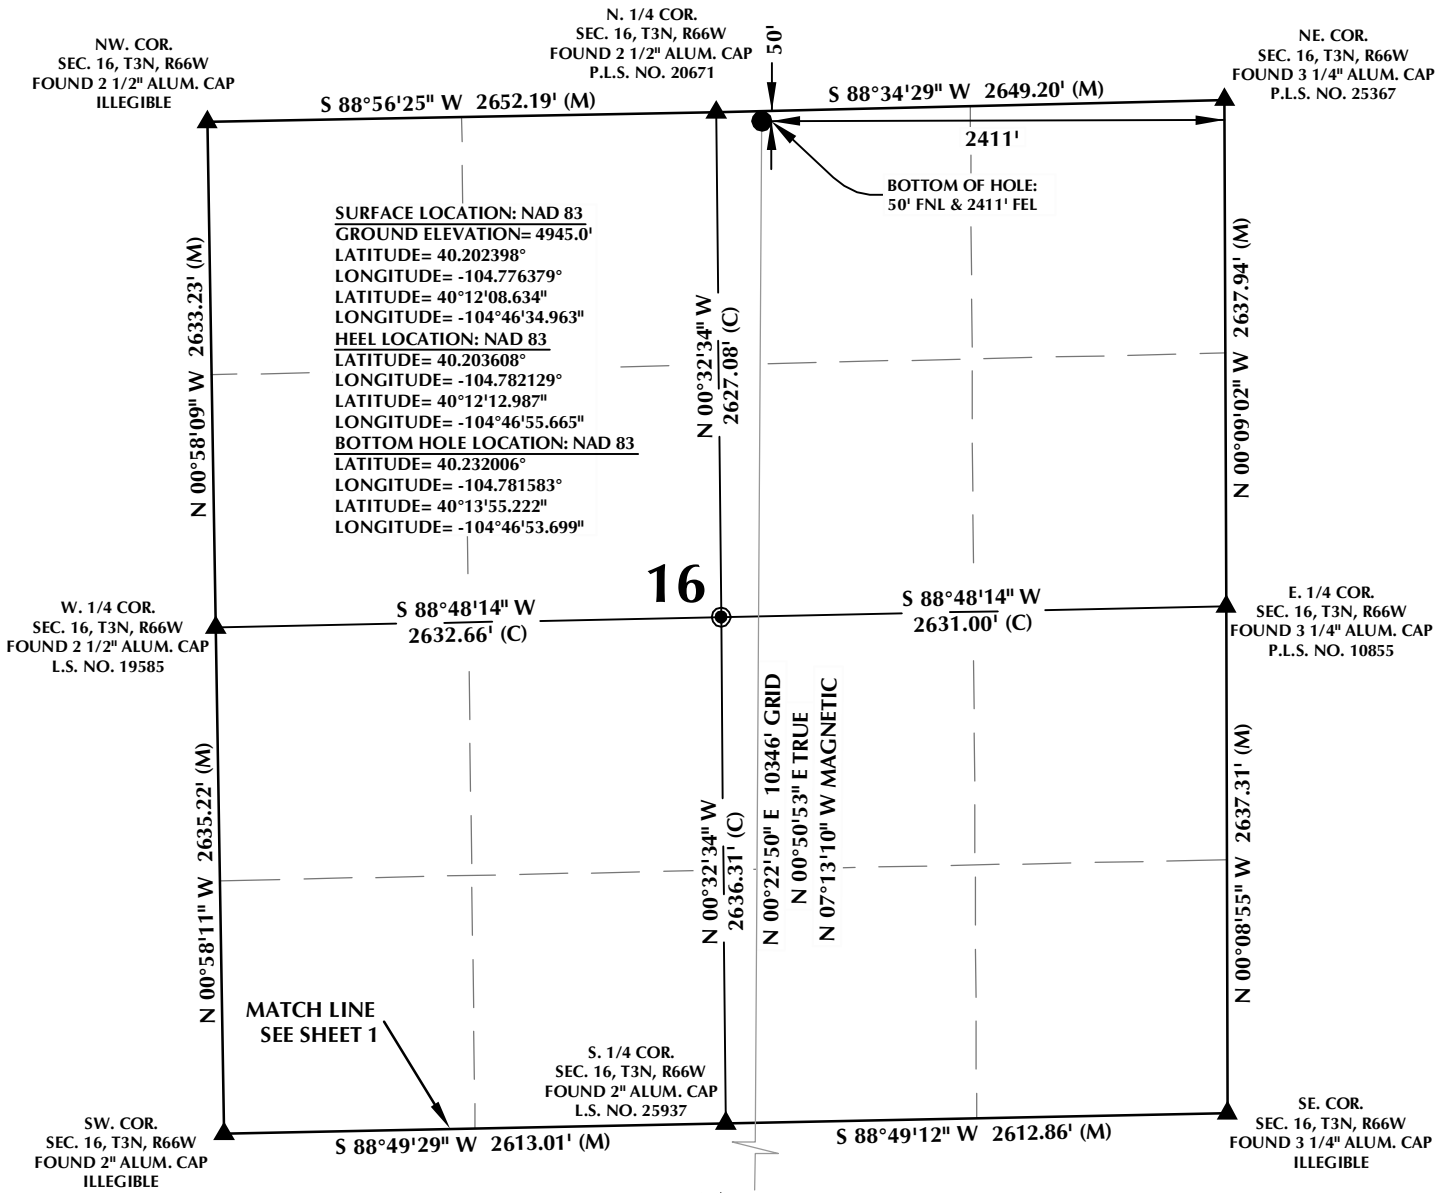 N. 1/4 COR.
SEC. 16, T3N, R66W
FOUND 2 1/2" ALUM. CAP
P.L.S. NO. 20671
50'
NW. COR.
SEC. 16, T3N, R66W
FOUND 2 1/2" ALUM. CAP
ILLEGIBLE
NE. COR.
SEC. 16, T3N, R66W
FOUND 3 1/4" ALUM. CAP
P.L.S. NO. 25367
S 88°56'25" W 2652.19' (M)
S 88°34'29" W 2649.20' (M)
2411'
BOTTOM OF HOLE:
50' FNL & 2411' FEL
SURFACE LOCATION: NAD 83
GROUND ELEVATION= 4945.0'
LATITUDE= 40.202398°
LONGITUDE= -104.776379°
LATITUDE= 40°12'08.634"
LONGITUDE= -104°46'34.963"
HEEL LOCATION: NAD 83
LATITUDE= 40.203608°
LONGITUDE= -104.782129°
LATITUDE= 40°12'12.987"
LONGITUDE= -104°46'55.665"
BOTTOM HOLE LOCATION: NAD 83
LATITUDE= 40.232006°
LONGITUDE= -104.781583°
LATITUDE= 40°13'55.222"
LONGITUDE= -104°46'53.699"
N 00°58'09" W 2633.23' (M)
N 00°32'34" W
2627.08' (C)
N 00°09'02" W 2637.94' (M)
16
W. 1/4 COR.
SEC. 16, T3N, R66W
FOUND 2 1/2" ALUM. CAP
L.S. NO. 19585
S 88°48'14" W
2632.66' (C)
S 88°48'14" W
2631.00' (C)
E. 1/4 COR.
SEC. 16, T3N, R66W
FOUND 3 1/4" ALUM. CAP
P.L.S. NO. 10855
N 00°58'11" W 2635.22' (M)
N 00°32'34" W
2636.31' (C)
N 00°22'50" E 10346' GRID
N 00°50'53" E TRUE
N 07°13'10" W MAGNETIC
N 00°08'55" W 2637.31' (M)
MATCH LINE
SEE SHEET 1
S. 1/4 COR.
SEC. 16, T3N, R66W
FOUND 2" ALUM. CAP
L.S. NO. 25937
SW. COR.
SEC. 16, T3N, R66W
FOUND 2" ALUM. CAP
ILLEGIBLE
S 88°49'29" W 2613.01' (M)
S 88°49'12" W 2612.86' (M)
SE. COR.
SEC. 16, T3N, R66W
FOUND 3 1/4" ALUM. CAP
ILLEGIBLE